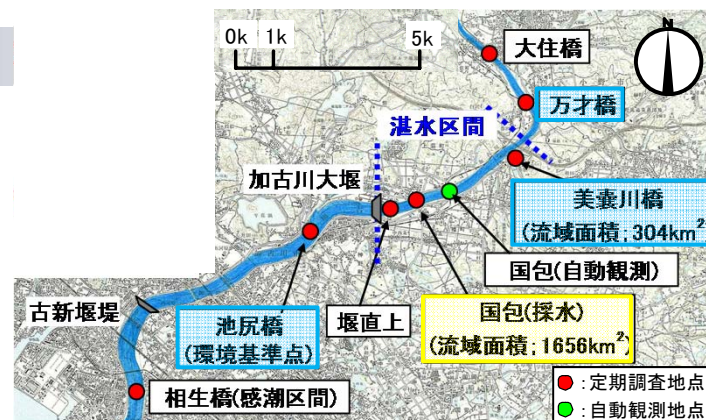 0k 1k 5k
N
大住橋
万才橋
湛水区間
加古川大堰
美嚢川橋
(流域面積;304km²)
国包(自動観測)
古新堰堤
池尻橋
(環境基準点)
堰直上
国包(採水)
(流域面積;1656km²)
相生橋(感潮区間)
:定期調査地点
:自動観測地点